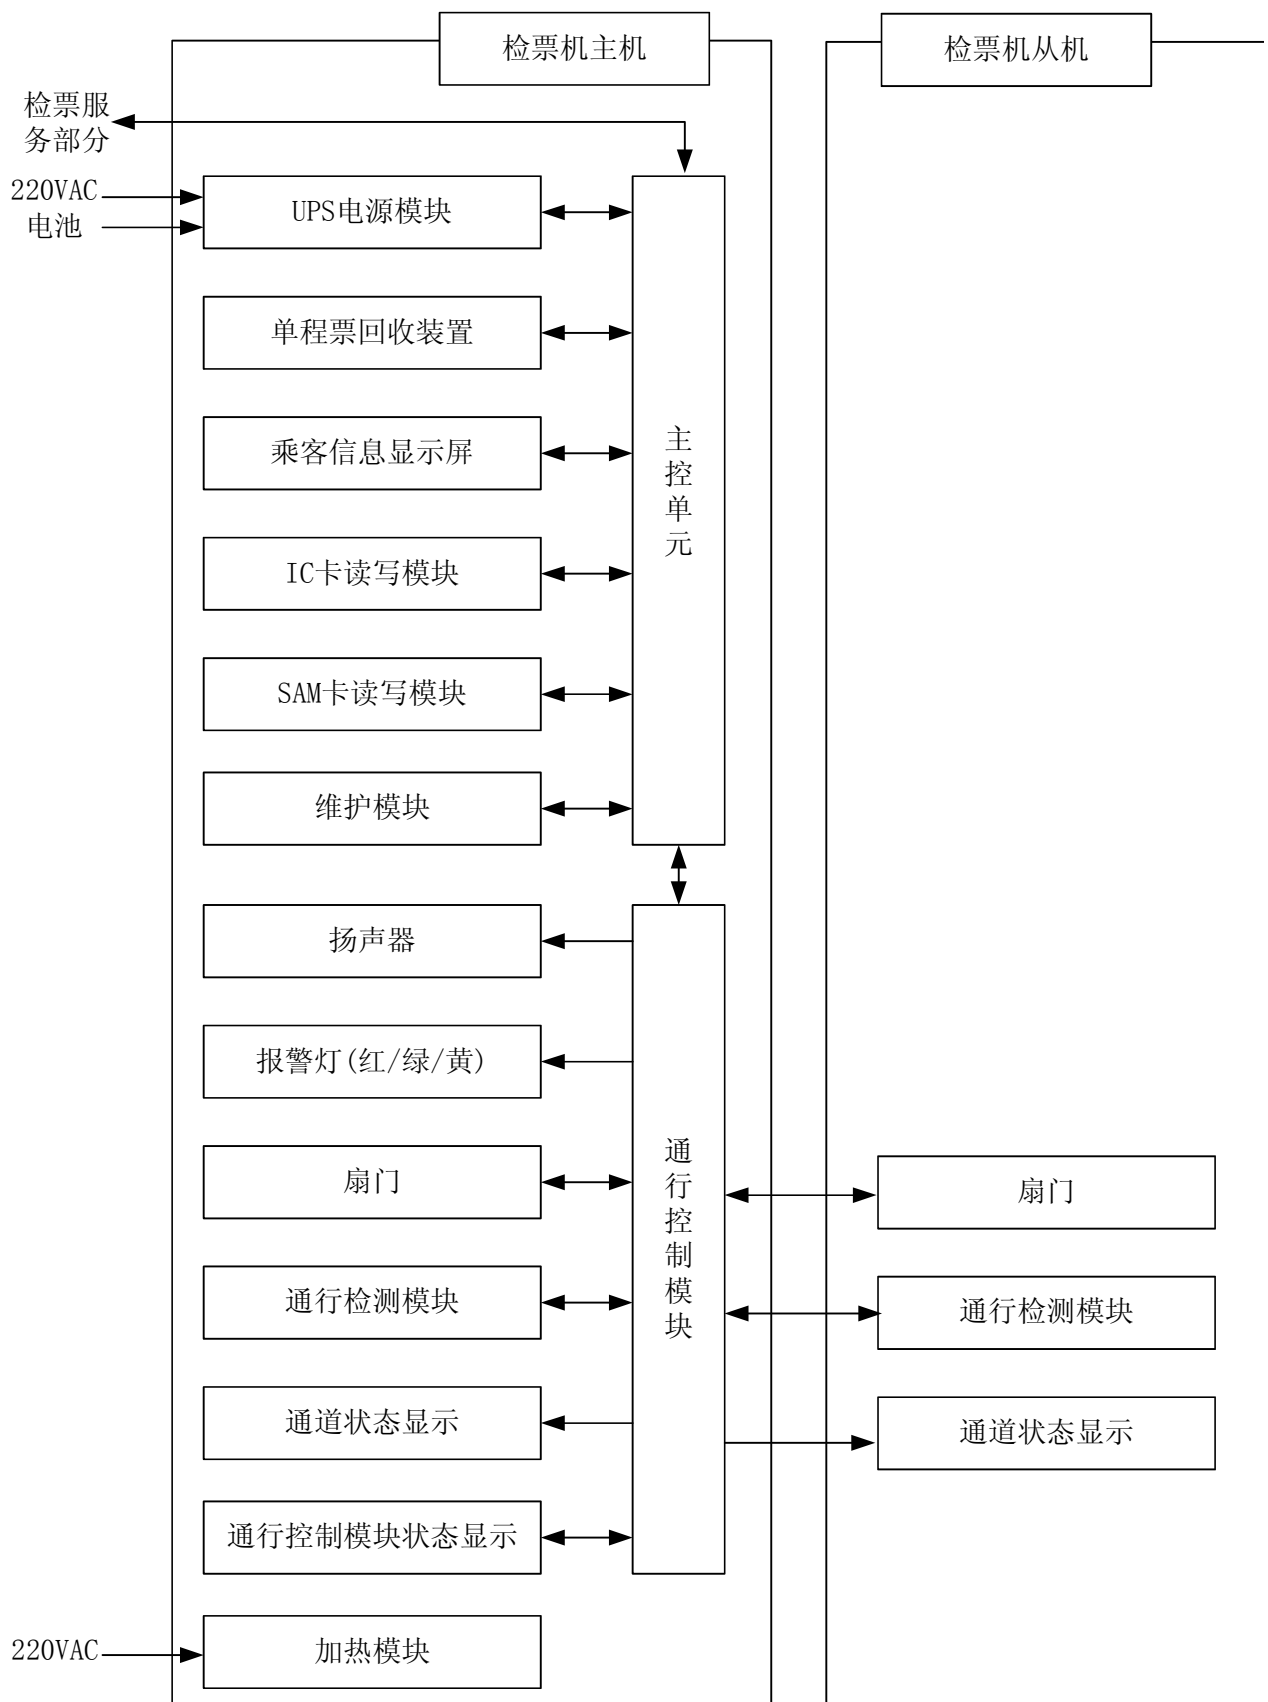 检票机主机
检票机从机
检票服
务部分
220VAC
电池
UPS电源模块
单程票回收装置
乘客信息显示屏
IC卡读写模块
SAM卡读写模块
维护模块
主控单元
扬声器
报警灯(红/绿/黄)
扇门
通行检测模块
通道状态显示
通行控制模块状态显示
通行控制模块
扇门
通行检测模块
通道状态显示
220VAC
加热模块